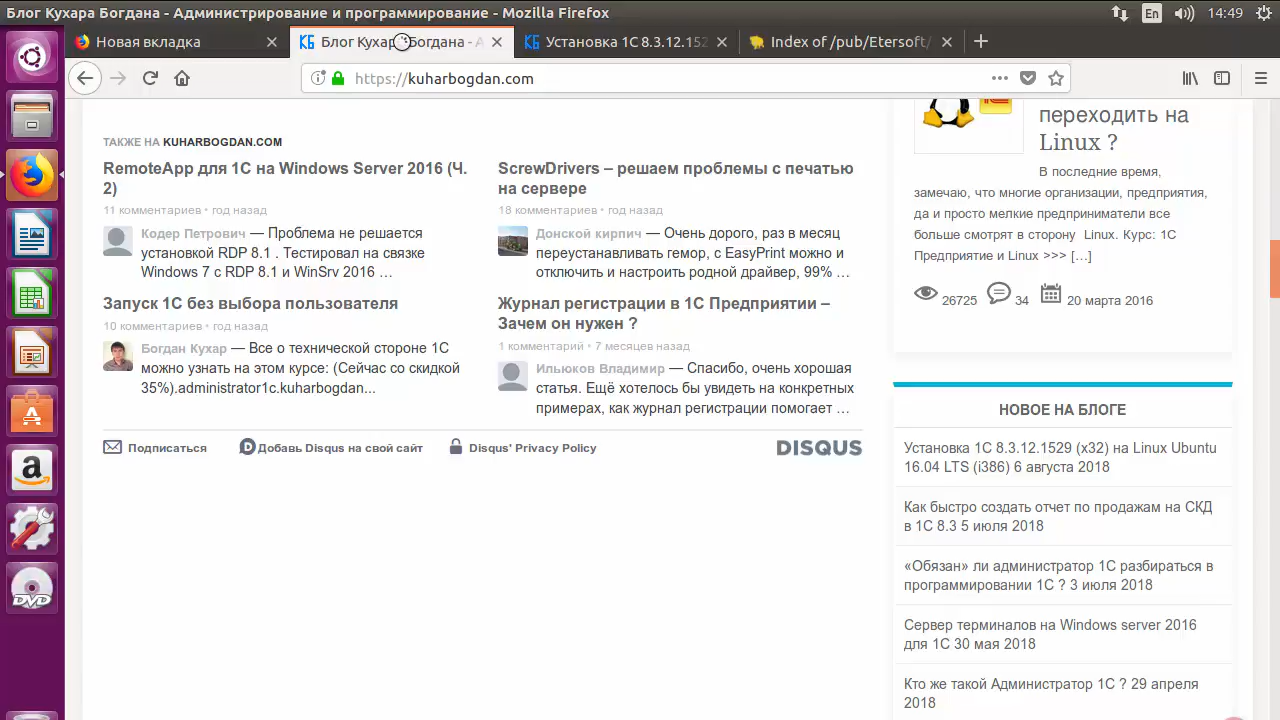 Блог Кухара Богдана - Администрирование и программирование - Mozilla Firefox
En
14:49
Новая вкладка
Блог Кухара Богдана - А
Установка 1С 8.3.12.152
Index of /pub/Etersoft/
https://kuharbogdan.com
ТАКЖЕ НА KUHARBOGDAN.COM
RemoteApp для 1С на Windows Server 2016 (Ч.
2)
11 комментариев • год назад
Кодер Петрович — Проблема не решается
установкой RDP 8.1 . Тестировал на связке
Windows 7 с RDP 8.1 и WinSrv 2016 …
ScrewDrivers – решаем проблемы с печатью
на сервере
18 комментариев • год назад
Донской кирпич — Очень дорого, раз в месяц
переустанавливать гемор, с EasyPrint можно и
отключить и настроить родной драйвер, 99% …
Запуск 1С без выбора пользователя
10 комментариев • год назад
Богдан Кухар — Все о технической стороне 1С
можно узнать на этом курсе: (Сейчас со скидкой
35%).administrator1c.kuharbogdan...
Журнал регистрации в 1С Предприятии –
Зачем он нужен ?
1 комментарий • 7 месяцев назад
Ильюков Владимир — Спасибо, очень хорошая
статья. Ещё хотелось бы увидеть на конкретных
примерах, как журнал регистрации помогает …
Подписаться
Добавь Disqus на свой сайт
Disqus' Privacy Policy
DISQUS
переходить на
Linux ?
В последние время,
замечаю, что многие организации, предприятия,
да и просто мелкие предприниматели все
больше смотрят в сторону Linux. Курс: 1С
Предприятие и Linux >>> […]
26725
34
20 марта 2016
НОВОЕ НА БЛОГЕ
Установка 1С 8.3.12.1529 (x32) на Linux Ubuntu
16.04 LTS (i386) 6 августа 2018
Как быстро создать отчет по продажам на СКД
в 1С 8.3 5 июля 2018
«Обязан» ли администратор 1С разбираться в
программировании 1С ? 3 июля 2018
Сервер терминалов на Windows server 2016
для 1С 30 мая 2018
Кто же такой Администратор 1С ? 29 апреля
2018
DVD